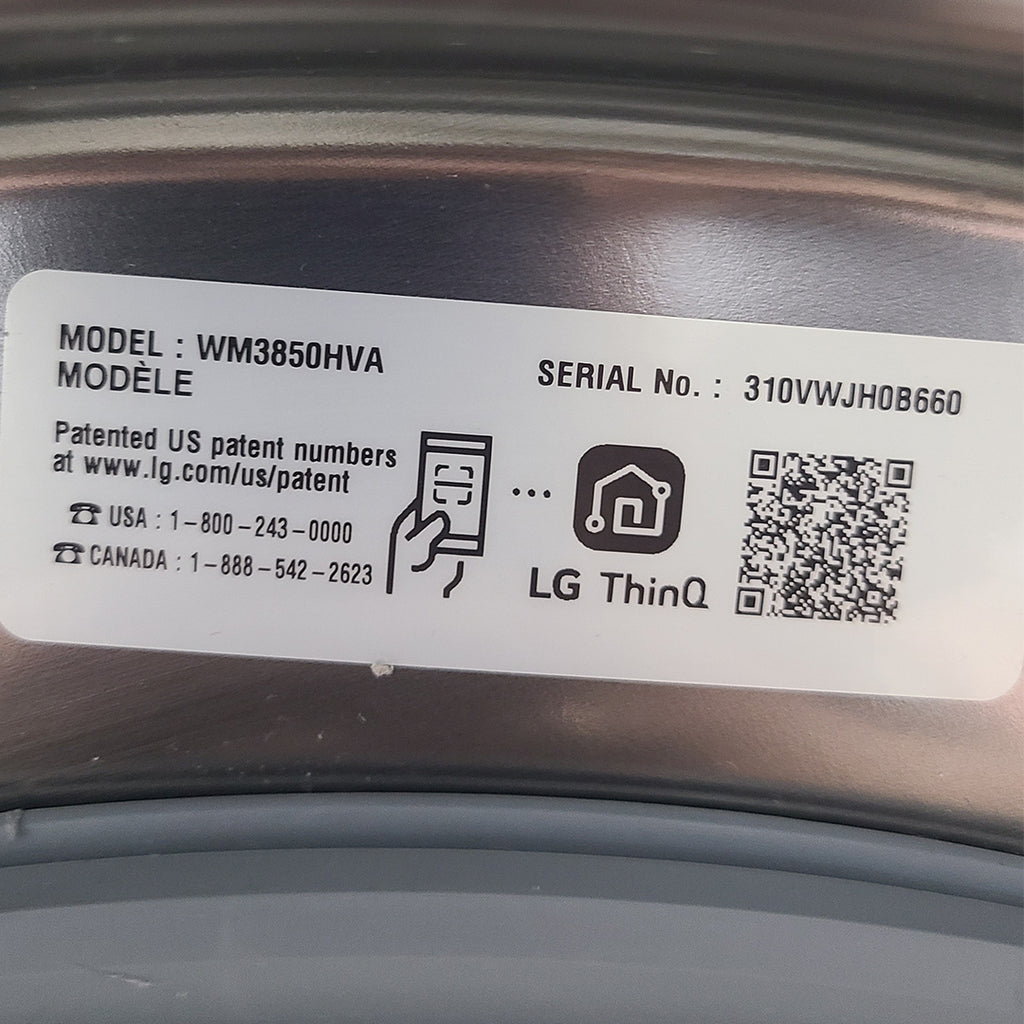 MODEL : WM3850HVA
MODÈLE
SERIAL No. : 310VWJH0B660
Patented US patent numbers
at www.lg.com/us/patent
☎ USA : 1-800-243-0000
☎ CANADA : 1-888-542-2623
LG ThinQ